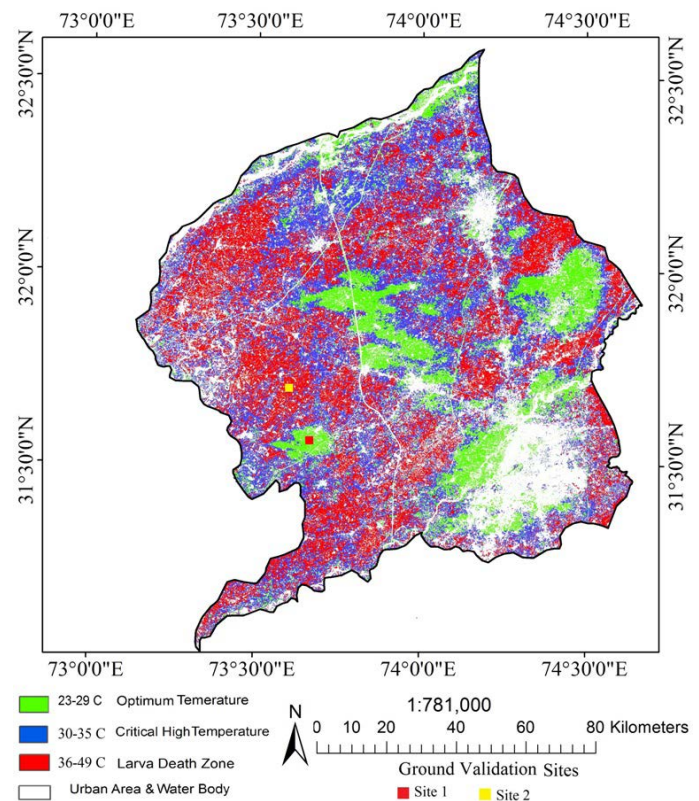 73°0'0"E 73°30'0"E 74°0'0"E 74°30'0"E
32°30'0"N 32°30'0"N
32°0'0"N 32°0'0"N
31°30'0"N 31°30'0"N
73°0'0"E 73°30'0"E 74°0'0"E 74°30'0"E
23-29 C Optimum Temerature
30-35 C Critical High Temperature
36-49 C Larva Death Zone
Urban Area & Water Body
N
1:781,000
0 10 20 40 60 80 Kilometers
Ground Validation Sites
Site 1 Site 2